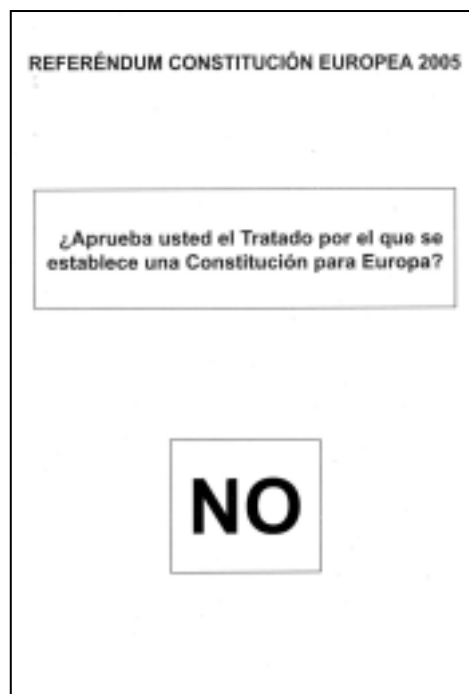 REFERÉNDUM CONSTITUCIÓN EUROPEA 2005
¿Aprueba usted el Tratado por el que se
establece una Constitución para Europa?
NO